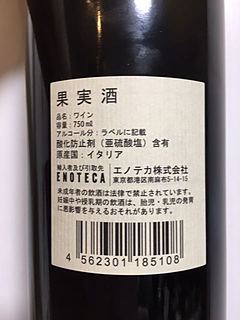 果実酒
品名：ワイン
容量：750㎖
アルコール分：ラベルに記載
酸化防止剤（亜硫酸塩）含有
原産国：イタリア
輸入者及び引取先
ENOTECA エノテカ株式会社
東京都港区南麻布5-14-15
未成年者の飲酒は法律で禁止されています。
妊娠中や授乳期の飲酒は、胎児・乳児の発育
に悪影響を与えるおそれがあります。
4 562301 185108